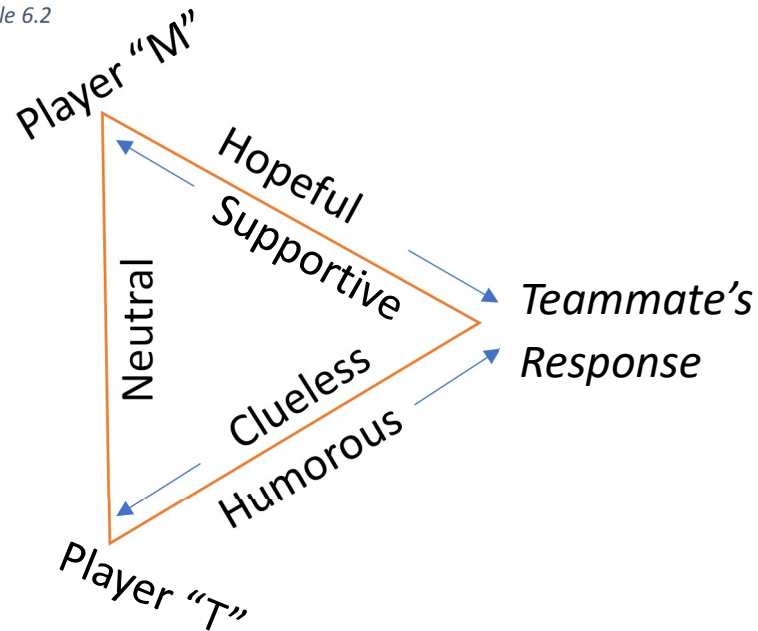 le 6.2
Player “M”
Hopeful
Supportive
Neutral
Teammate’s
Response
Clueless
Humorous
Player “T”